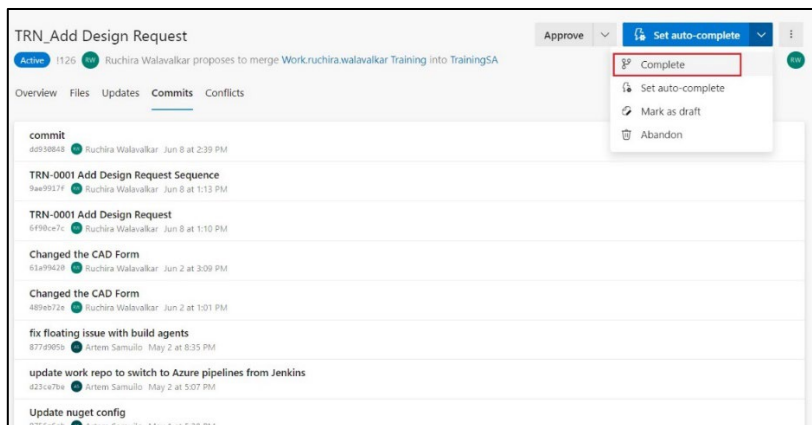 TRN_Add Design Request
Approve
Set auto-complete
Active !126 RW Ruchira Walavalkar proposes to merge Work.ruchira.walavalkar Training into TrainingSA
RW
Complete
Set auto-complete
Mark as draft
Abandon
Overview Files Updates Commits Conflicts
commit
dd930848 Ruchira Walavalkar Jun 8 at 2:39 PM
TRN-0001 Add Design Request Sequence
9ae9917f Ruchira Walavalkar Jun 8 at 1:13 PM
TRN-0001 Add Design Request
6f90ce7c Ruchira Walavalkar Jun 8 at 1:10 PM
Changed the CAD Form
61a99420 Ruchira Walavalkar Jun 2 at 3:09 PM
Changed the CAD Form
489eb72e Ruchira Walavalkar Jun 2 at 1:01 PM
fix floating issue with build agents
877d905b Artem Samuilo May 2 at 8:35 PM
update work repo to switch to Azure pipelines from Jenkins
d23ce7be Artem Samuilo May 2 at 5:07 PM
Update nuget config